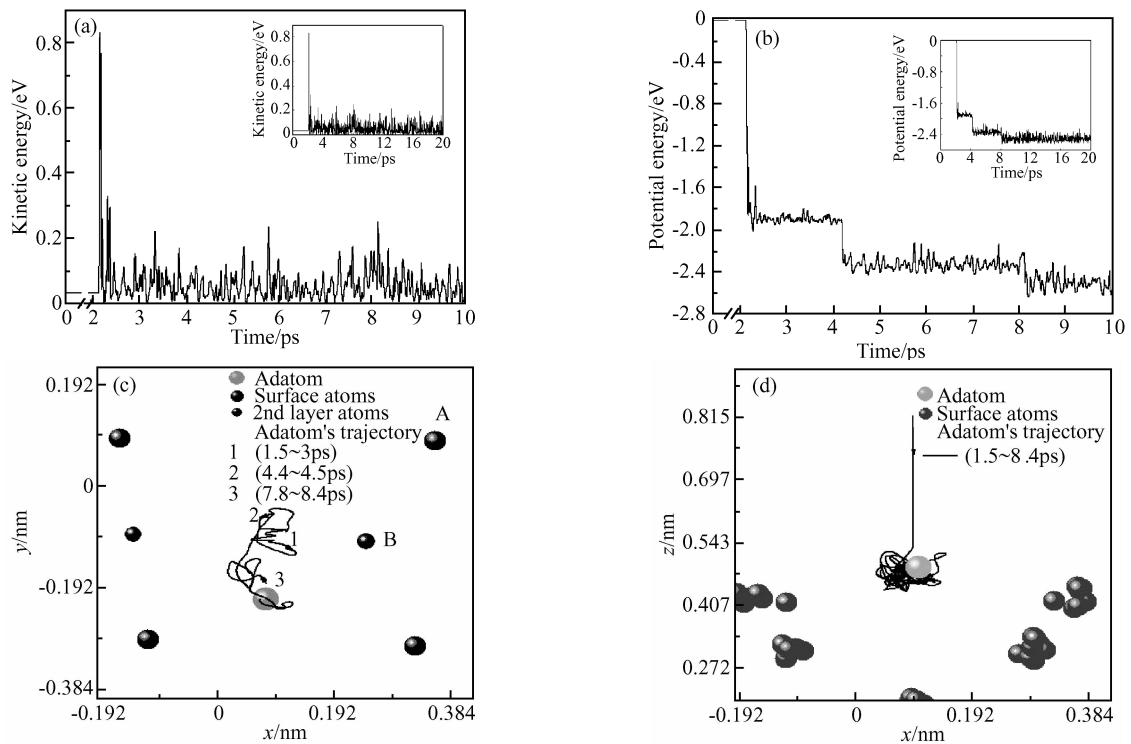 (a)
Kinetic energy/eV
0.8
0.6
0.4
0.2
0
0 2 3 4 5 6 7 8 9 10
Time/ps
Kinetic energy/eV
0.8
0.6
0.4
0.2
0
0 4 8 12 16 20
Time/ps
(b)
Potential energy/eV
0
-0.4
-0.8
-1.2
-1.6
-2.0
-2.4
-2.8
0 2 3 4 5 6 7 8 9 10
Time/ps
Potential energy/eV
0
-0.8
-1.6
-2.4
0 4 8 12 16 20
Time/ps
(c)
Adatom
Surface atoms
2nd layer atoms
Adatom's trajectory
1 (1.5~3ps)
2 (4.4~4.5ps)
3 (7.8~8.4ps)
A
B
2
1
3
y/nm
0.192
0
-0.192
-0.384
-0.192 0 0.192 0.384
x/nm
(d)
Adatom
Surface atoms
Adatom's trajectory
(1.5~8.4ps)
z/nm
0.815
0.697
0.543
0.407
0.272
-0.192 0 0.192 0.384
x/nm